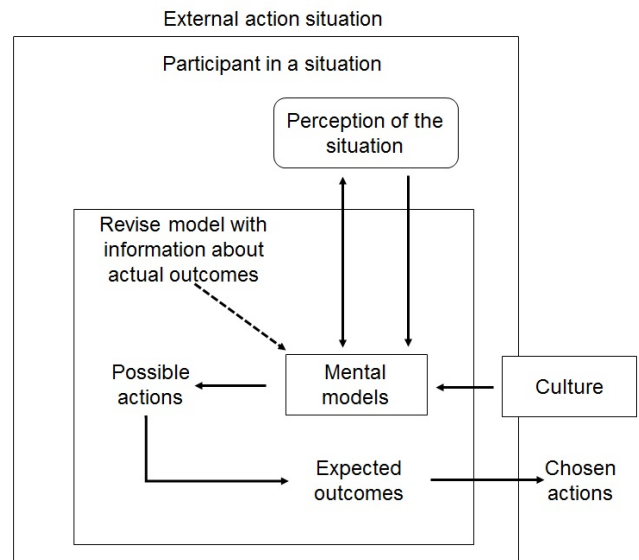 External action situation
Participant in a situation
Perception of the
situation
Revise model with
information about
actual outcomes
Possible
actions
Mental
models
Culture
Expected
outcomes
Chosen
actions